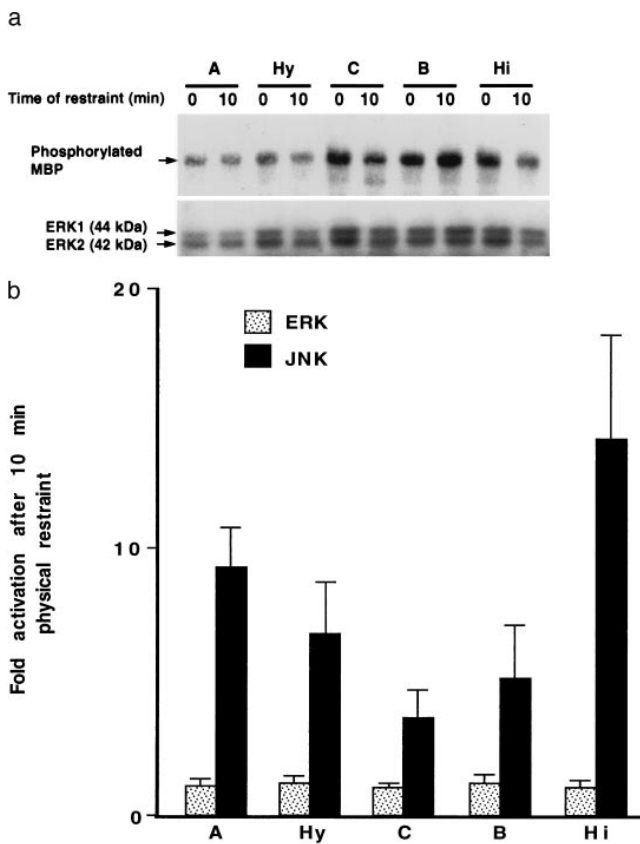 a
A Hy C B Hi
Time of restraint (min) 0 10 0 10 0 10 0 10 0 10
Phosphorylated
MBP
ERK1 (44 kDa)
ERK2 (42 kDa)
b
20
ERK
JNK
Fold activation after 10 min
physical restraint
10
0
A Hy C B Hi